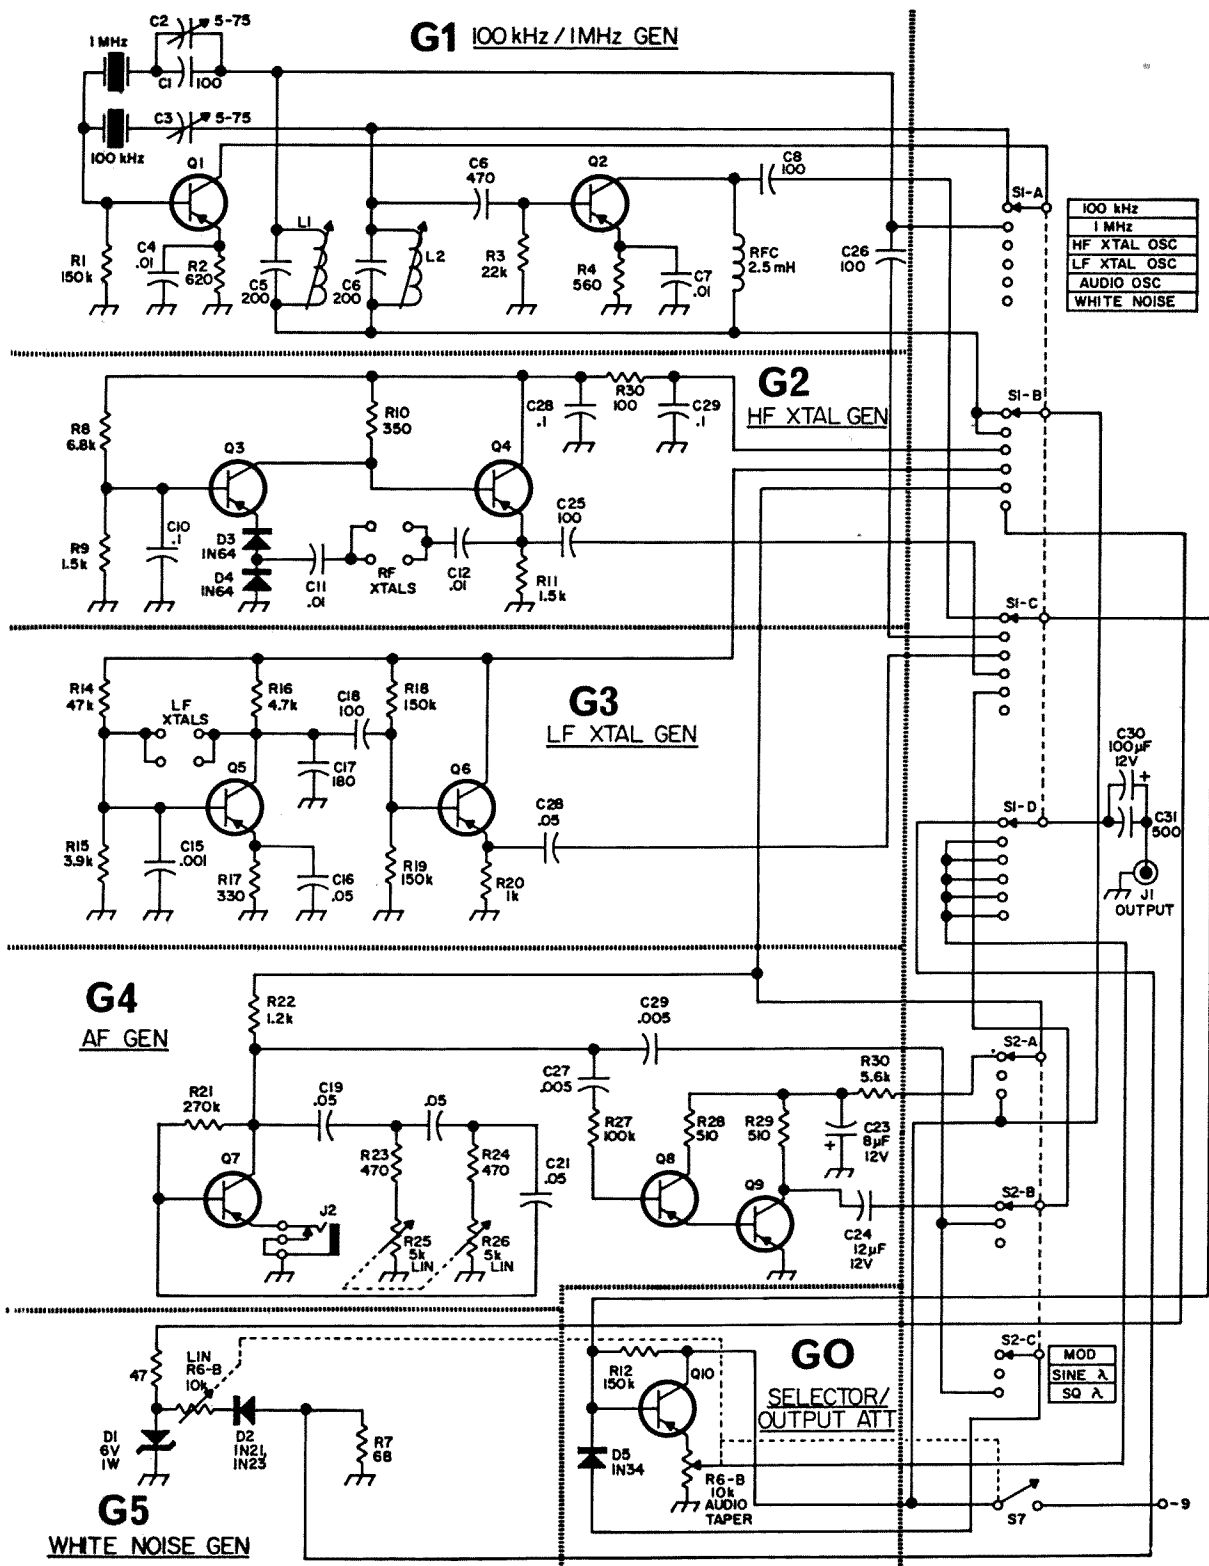 G1 100 kHz / 1MHz GEN
C2 5-75
1 MHz
C1 100
C3 5-75
100 kHz
Q1
R1
150k
C4
.01
R2
620
L1
C5
200
C6
200
L2
C6
470
R3
22k
Q2
R4
560
C7
.01
RFC
2.5 mH
C8
100
C26
100
S1-A
100 kHz
1 MHz
HF XTAL OSC
LF XTAL OSC
AUDIO OSC
WHITE NOISE
G2
HF XTAL GEN
R8
6.8k
R9
1.5k
C10
.1
Q3
D3
IN64
D4
IN64
R10
350
C11
.01
RF
XTALS
C12
.01
Q4
R11
1.5k
C25
100
C28
.1
R30
100
C29
.1
S1-B
S1-C
G3
LF XTAL GEN
R14
47k
LF
XTALS
R15
3.9k
C15
.001
Q5
R16
4.7k
R17
330
C16
.05
C17
180
C18
100
R18
150k
R19
150k
Q6
R20
1k
C28
.05
S1-D
C30
100µF
12V
+
C31
500
J1
OUTPUT
G4
AF GEN
R22
1.2k
R21
270k
Q7
J2
C19
.05
.05
R23
470
R24
470
R25
5k
LIN
R26
5k
LIN
C21
.05
C29
.005
C27
.005
R27
100k
Q8
R28
510
R29
510
Q9
R30
5.6k
C23
8µF
12V
+
C24
12µF
12V
S2-A
S2-B
S2-C
MOD
SINE λ
SQ λ
47
LIN
R6-B
10k
D1
6V
1W
D2
IN21,
IN23
R7
68
G5
WHITE NOISE GEN
GO
SELECTOR/
OUTPUT ATT
R12
150k
Q10
D5
IN34
R6-B
10k
AUDIO
TAPER
S7
-9